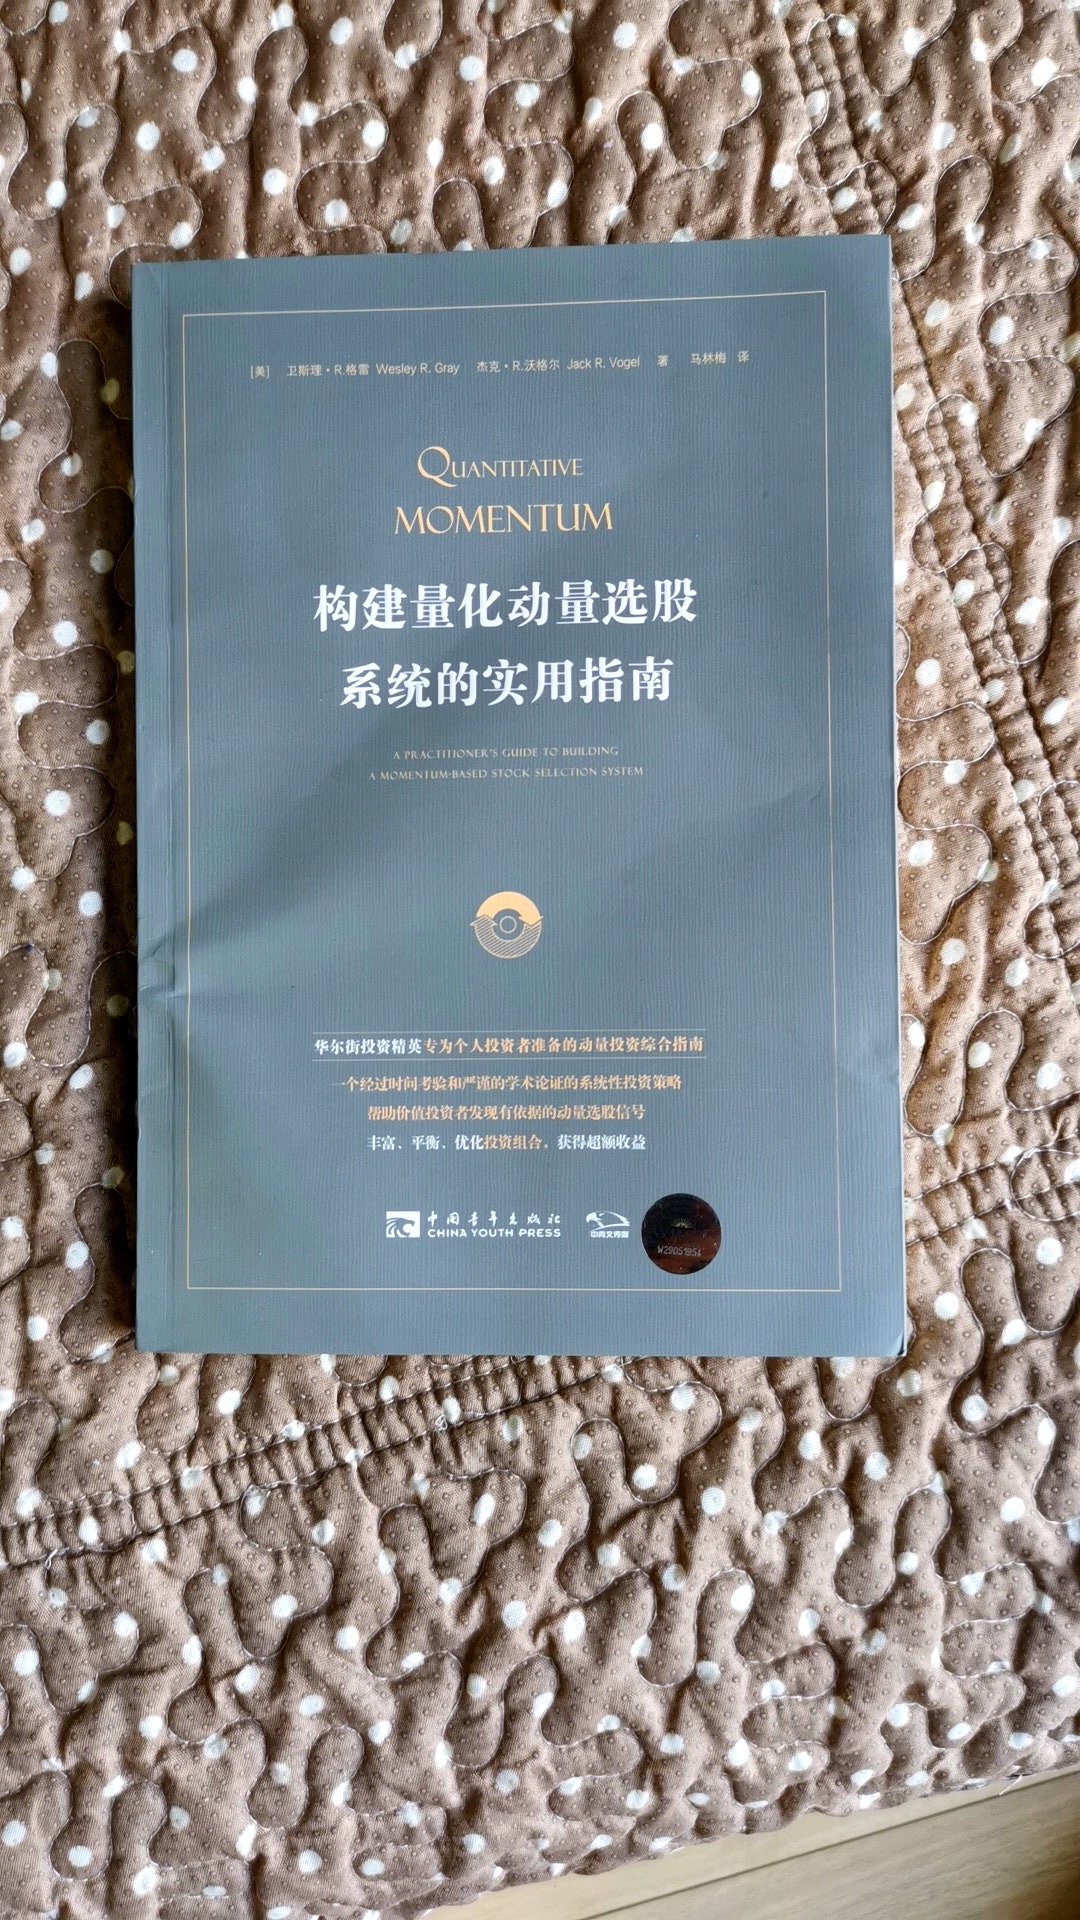 [美] 卫斯理·R.格雷 Wesley R. Gray 杰克·R.沃格尔 Jack R. Vogel 著 马林梅 译
QUANTITATIVE
MOMENTUM
构建量化动量选股
系统的实用指南
A PRACTITIONER'S GUIDE TO BUILDING
A MOMENTUM-BASED STOCK SELECTION SYSTEM
华尔街投资精英专为个人投资者准备的动量投资综合指南
一个经过时间考验和严谨的学术论证的系统性投资策略
帮助价值投资者发现有依据的动量选股信号
丰富、平衡、优化投资组合，获得超额收益
中国青年出版社
CHINA YOUTH PRESS
中青文传媒
W29051954